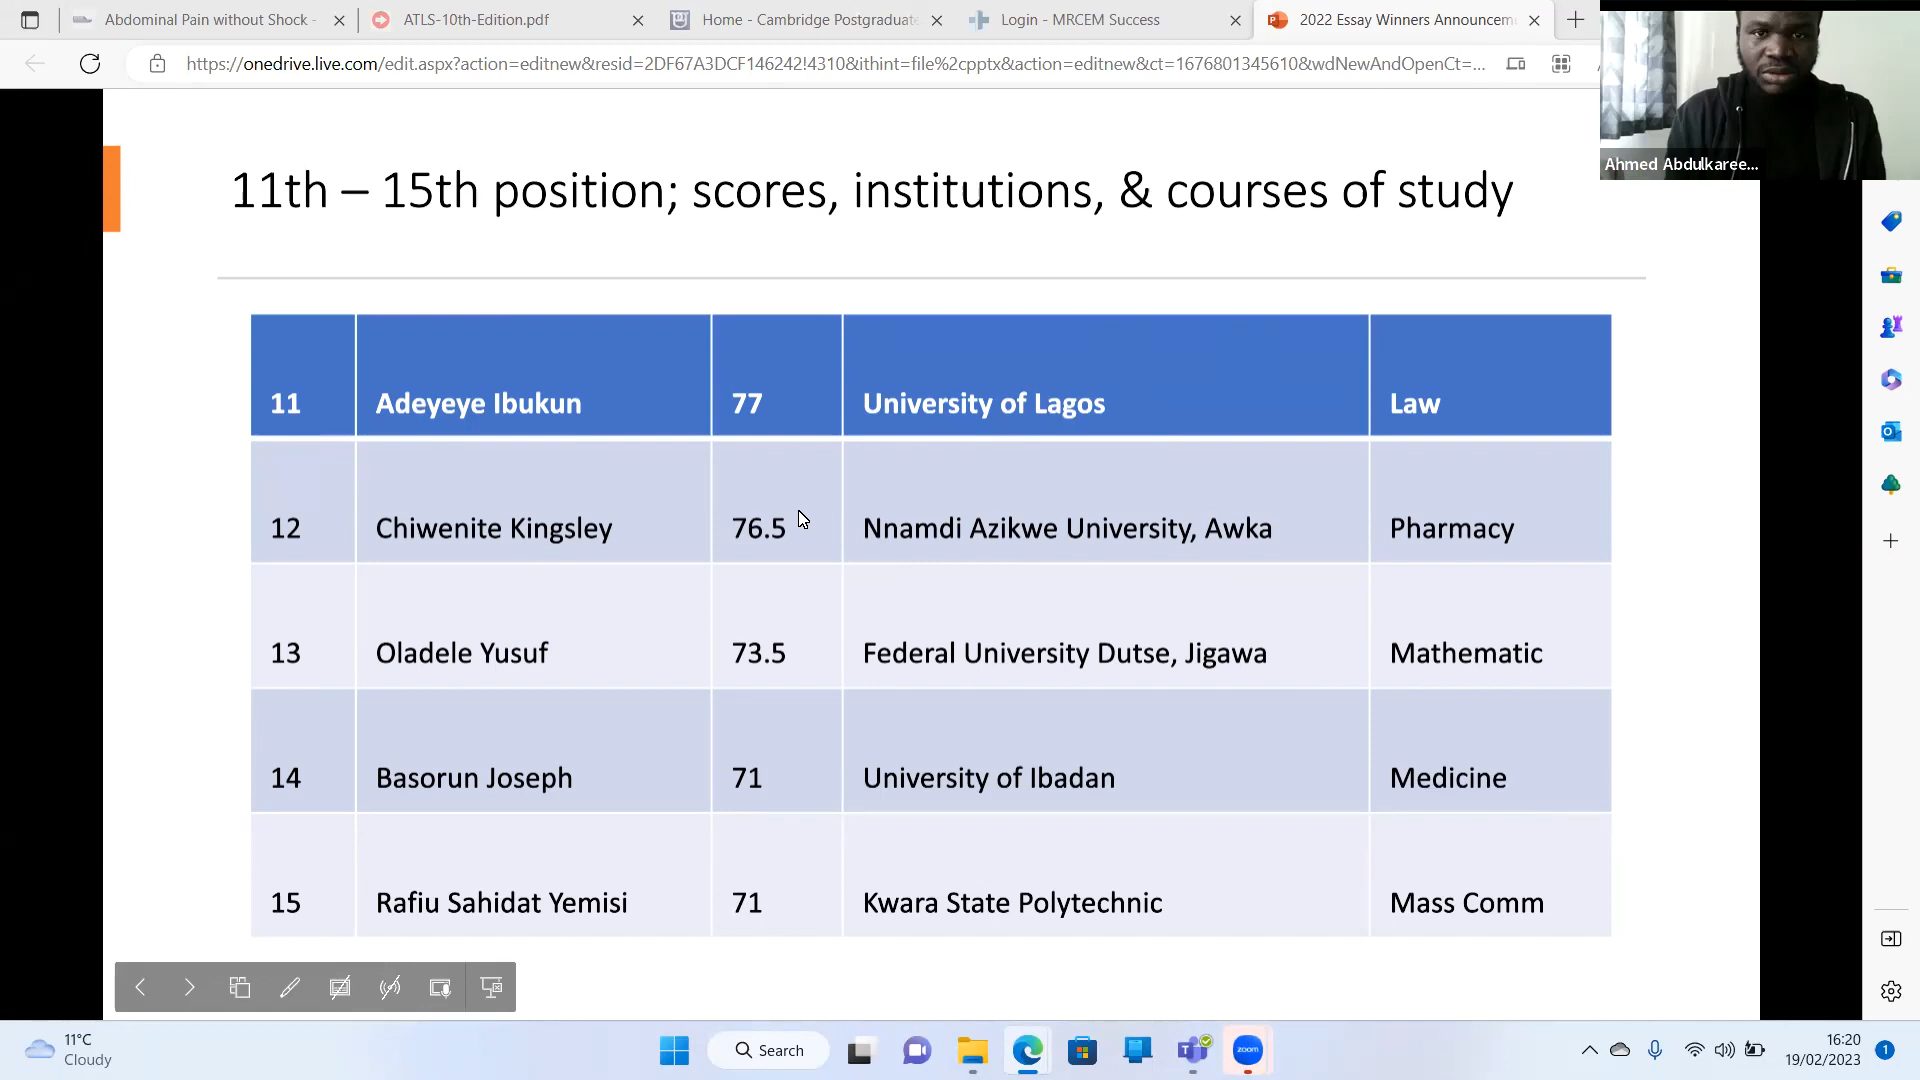 Abdominal Pain without Shock -
ATLS-10th-Edition.pdf
Home - Cambridge Postgraduate
Login - MRCEM Success
2022 Essay Winners Announcem
https://onedrive.live.com/edit.aspx?action=editnew&resid=2DF67A3DCF146242!4310&ithint=file%2cpptx&action=editnew&ct=1676801345610&wdNewAndOpenCt=...
Ahmed Abdulkaree...
11th – 15th position; scores, institutions, & courses of study
11 Adeyeye Ibukun 77 University of Lagos Law
12 Chiwenite Kingsley 76.5 Nnamdi Azikwe University, Awka Pharmacy
13 Oladele Yusuf 73.5 Federal University Dutse, Jigawa Mathematic
14 Basorun Joseph 71 University of Ibadan Medicine
15 Rafiu Sahidat Yemisi 71 Kwara State Polytechnic Mass Comm
11°C
Cloudy
Search
zoom
16:20
19/02/2023
1